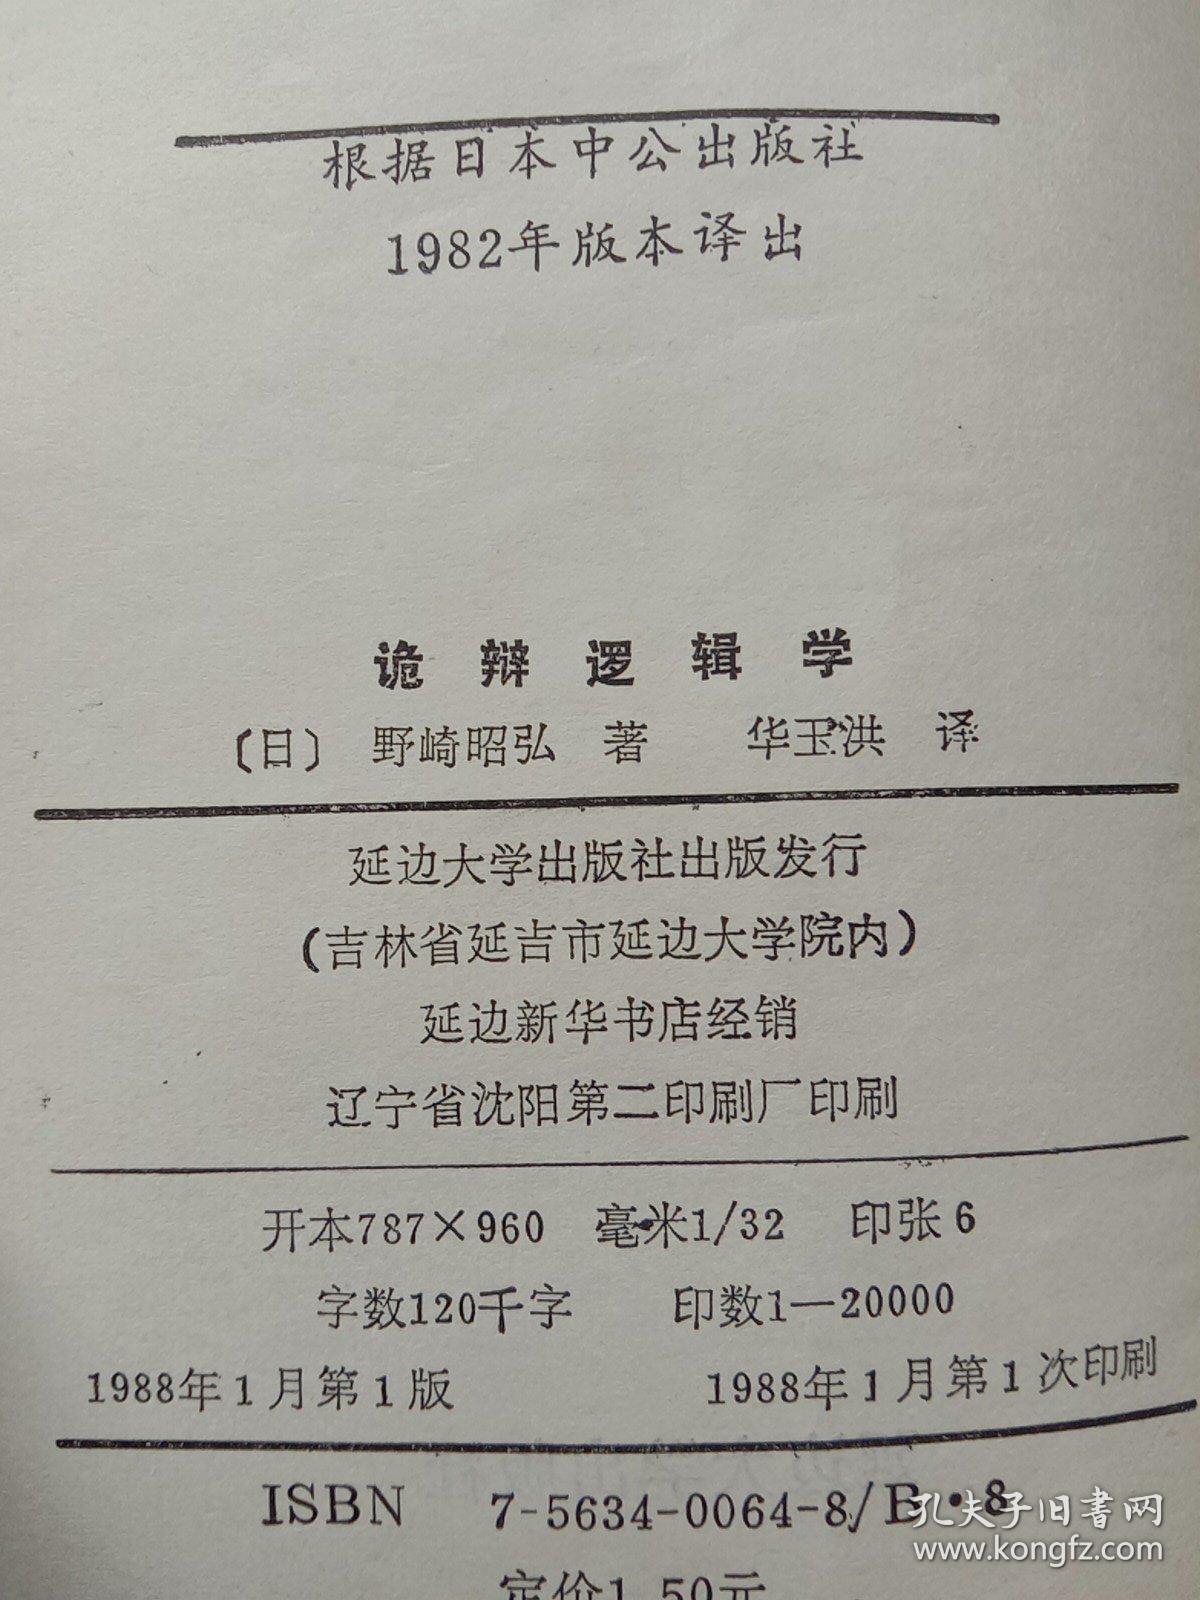 根据日本中公出版社
1982年版本译出
诡辩逻辑学
〔日〕 野崎昭弘 著 华玉洪 译
延边大学出版社出版发行
(吉林省延吉市延边大学院内)
延边新华书店经销
辽宁省沈阳第二印刷厂印刷
开本787×960 毫米1/32 印张6
字数120千字 印数1—20000
1988年1月第1版 1988年1月第1次印刷
ISBN 7-5634-0064-8/B·8
定价1.50元
孔夫子旧书网
www.kongfz.com